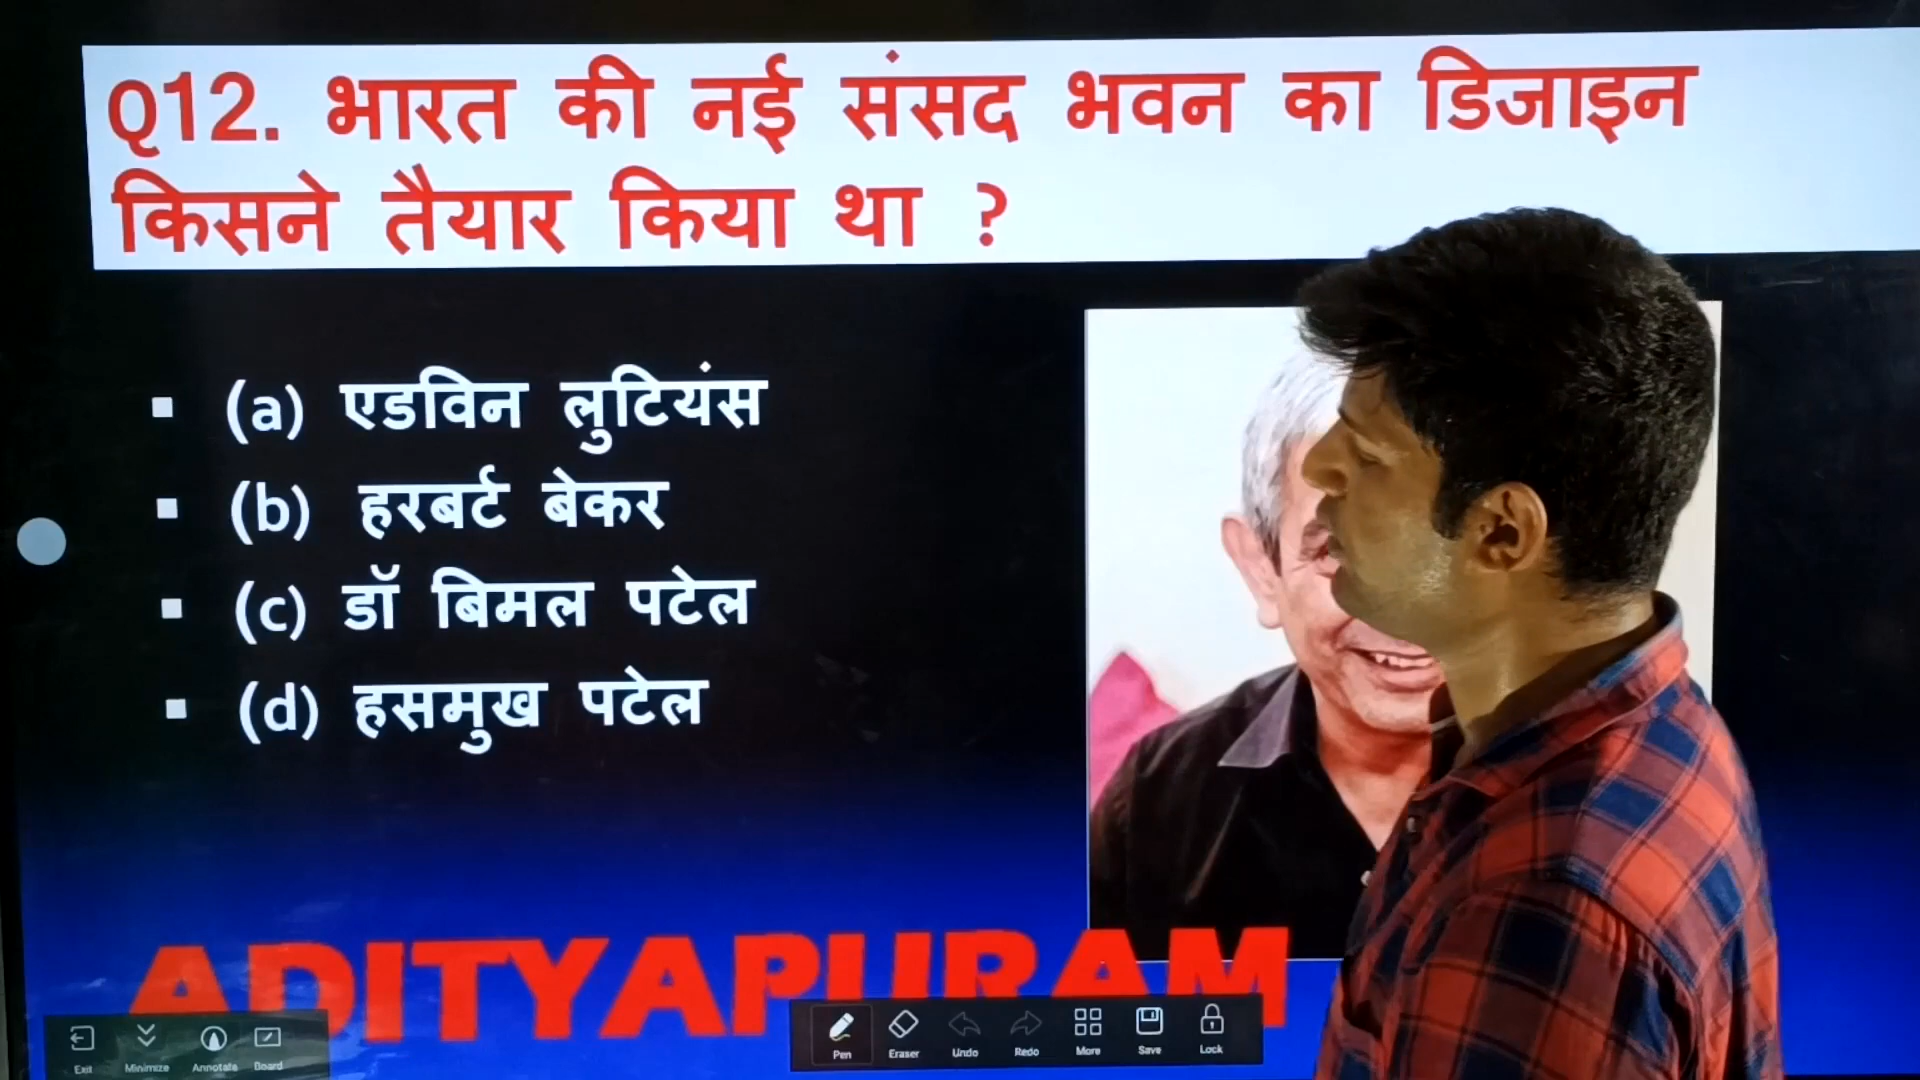 Q12. भारत की नई संसद भवन का डिजाइन
किसने तैयार किया था ?
(a) एडविन लुटियंस
(b) हरबर्ट बेकर
(c) डॉ बिमल पटेल
(d) हसमुख पटेल
ADITYAPURAM
Exit Minimize Annotate Board
Pen Eraser Undo Redo More Save Lock